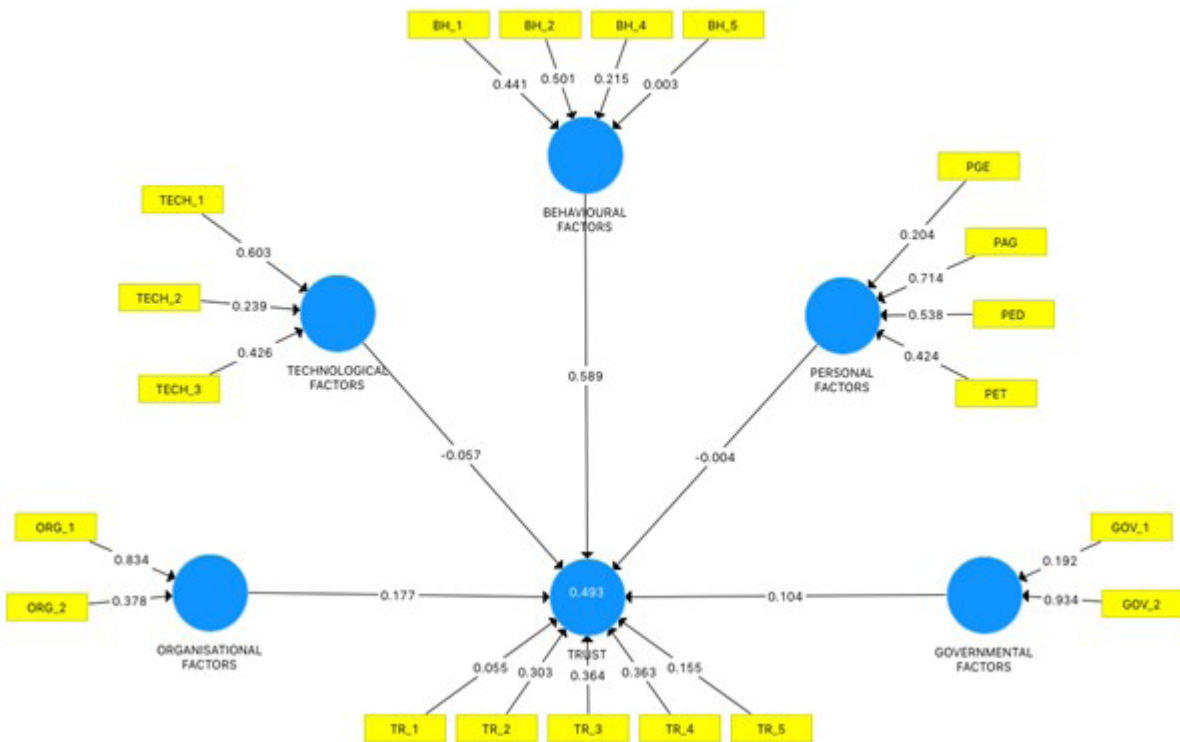 BH_1
BH_2
BH_4
BH_5
0.441
0.501
0.215
0.003
BEHAVIOURAL
FACTORS
TECH_1
0.603
TECH_2
0.239
TECH_3
0.426
TECHNOLOGICAL
FACTORS
PGE
0.204
PAG
0.714
PED
0.538
PET
0.424
PERSONAL
FACTORS
0.589
-0.057
-0.004
ORG_1
0.834
ORG_2
0.378
ORGANISATIONAL
FACTORS
0.177
0.493
TRUST
0.104
GOV_1
0.192
GOV_2
0.934
GOVERNMENTAL
FACTORS
0.055
0.303
0.364
0.363
0.155
TR_1
TR_2
TR_3
TR_4
TR_5